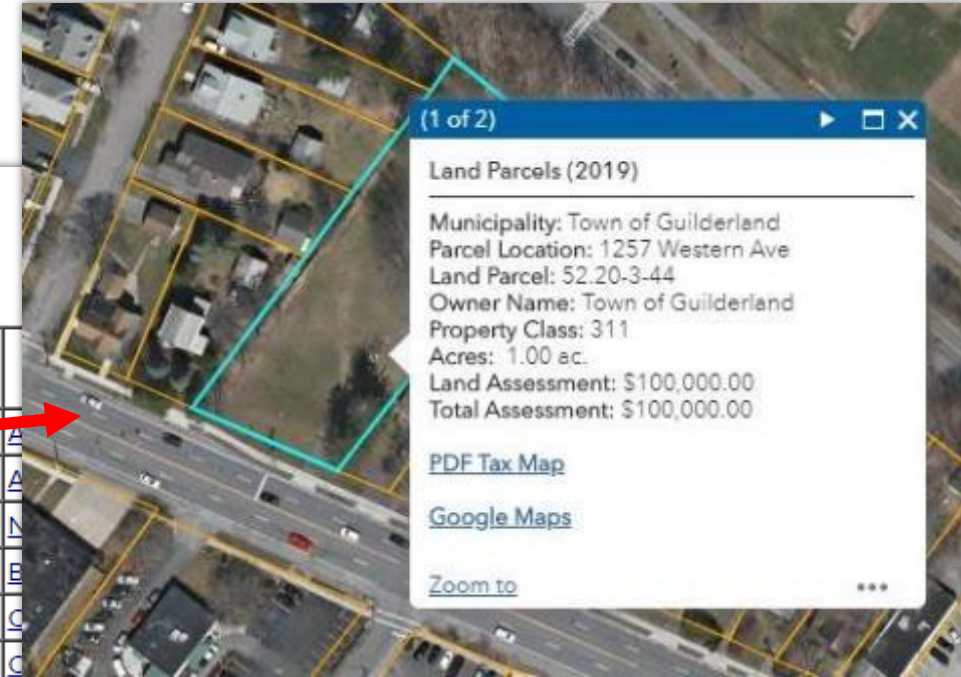 (1 of 2)
Land Parcels (2019)
Municipality: Town of Guilderland
Parcel Location: 1257 Western Ave
Land Parcel: 52.20-3-44
Owner Name: Town of Guilderland
Property Class: 311
Acres: 1.00 ac.
Land Assessment: $100,000.00
Total Assessment: $100,000.00
PDF Tax Map
Google Maps
Zoom to
A
A
N
B